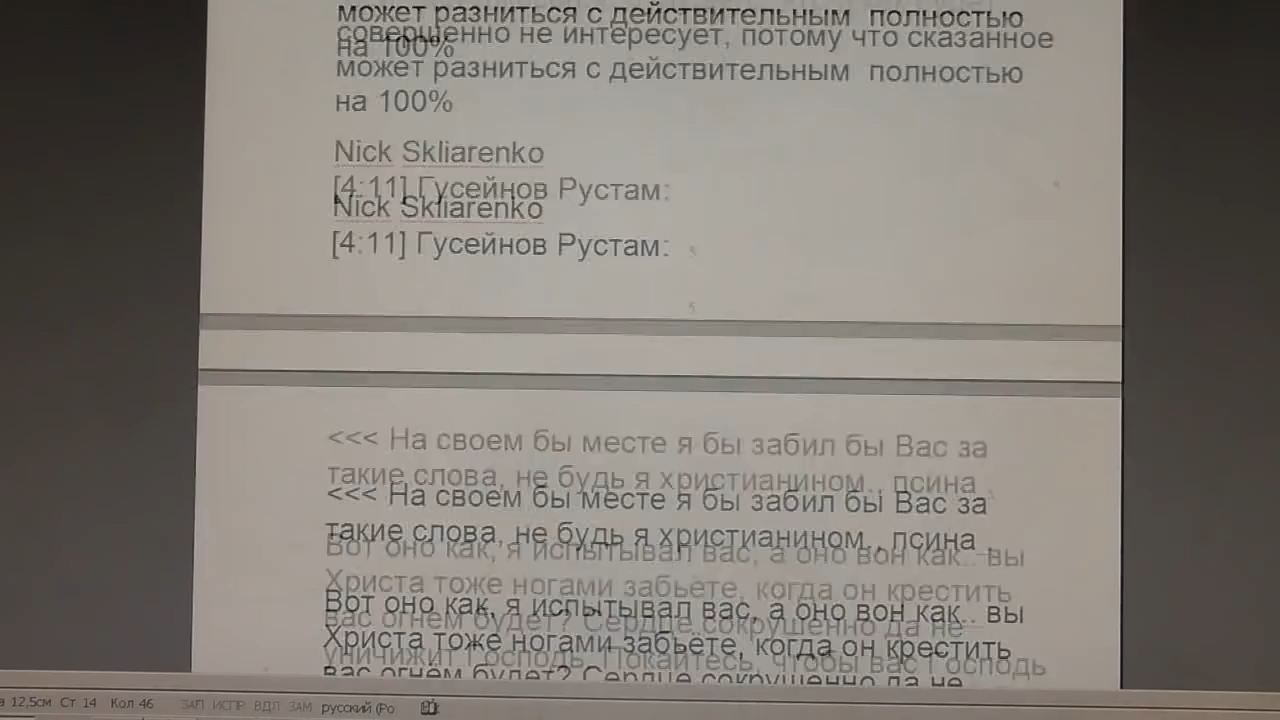 может разниться с действительным полностью
совершенно не интересует, потому что сказанное
на 100%
может разниться с действительным полностью
на 100%
Nick Skliarenko
[4:11] Гусейнов Рустам:
Nick Skliarenko
[4:11] Гусейнов Рустам:
5
<<< На своем бы месте я бы забил бы Вас за
такие слова, не будь я христианином., псина
<<< На своем бы месте я бы забил бы Вас за
такие слова, не будь я христианином., псина
Вот оно как, я испытывал вас, а оно вон как.. вы
Христа тоже ногами забьете, когда он крестить
Вот оно как, я испытывал вас, а оно вон как.. вы
вас огнем будет? Сердце сокрушенно да не
Христа тоже ногами забьете, когда он крестить
уничижит Господь. Покайтесь, чтобы вас Господь
вас огнем будет? Сердце сокрушенно да не
12,5см Ст 14 Кол 46 ЗАП ИСПР ВДЛ ЗАМ русский (Ро